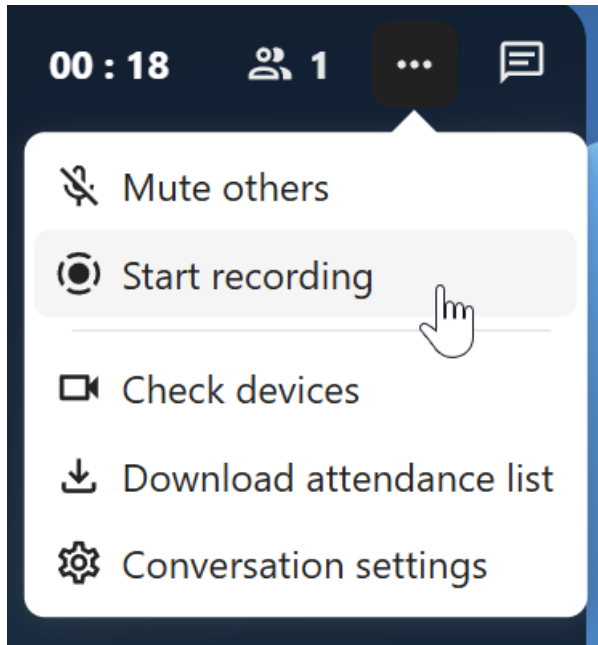 00 : 18 1
Mute others
Start recording
Check devices
Download attendance list
Conversation settings